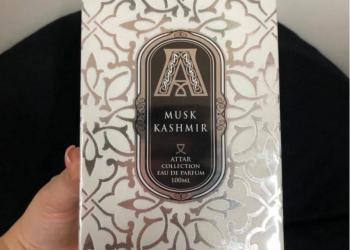 A
MUSK
KASHMIR
ATTAR
COLLECTION
EAU DE PARFUM
100ML